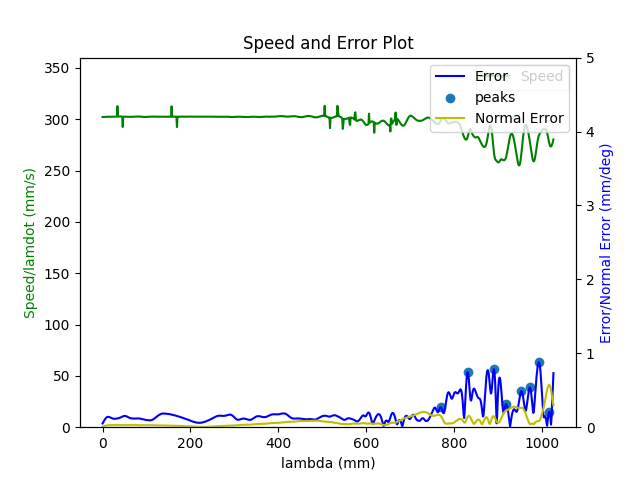 Speed and Error Plot
Speed/lamdot (mm/s)
350
300
250
200
150
100
50
0
5
4
3
2
1
0
Error/Normal Error (mm/deg)
Error
Speed
peaks
Normal Error
0
200
400
600
800
1000
lambda (mm)